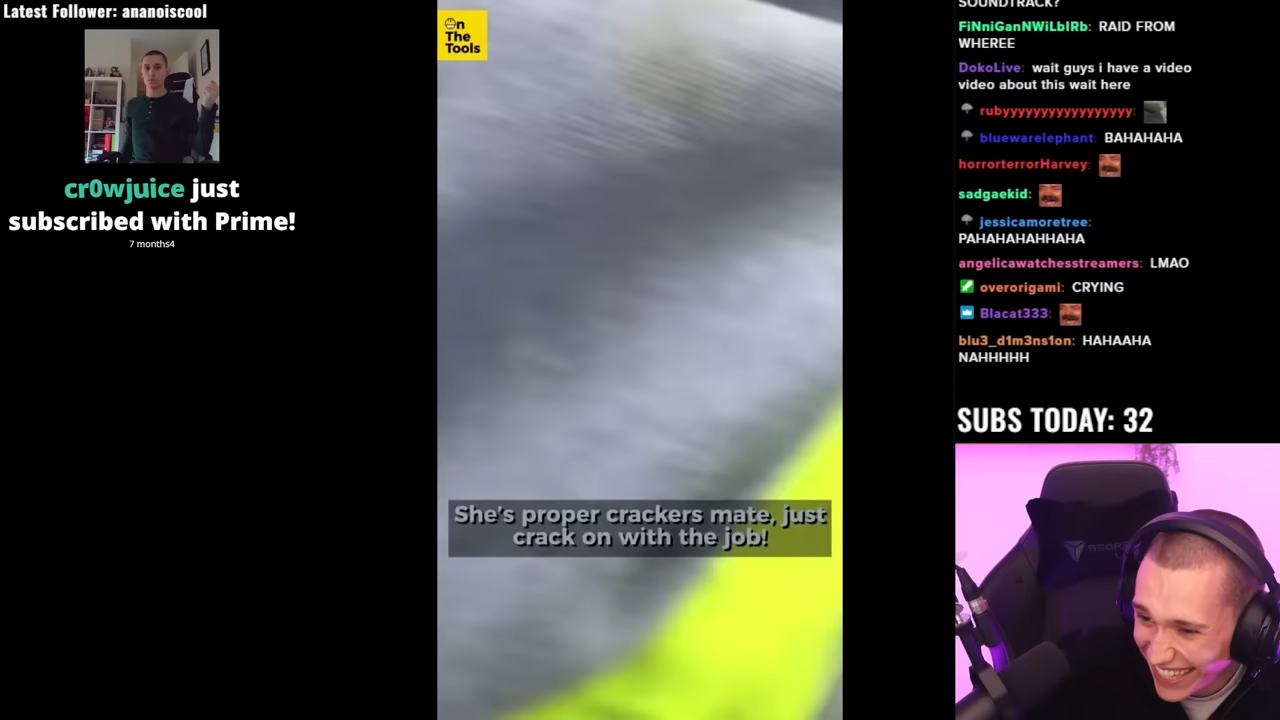 Latest Follower: ananoiscool
cr0wjuice just
subscribed with Prime!
7 months4
On
The
Tools
She's proper crackers mate, just
crack on with the job!
SOUNDTRACK?
FiNniGanNWiLbIRb: RAID FROM
WHEREE
DokoLive: wait guys i have a video
video about this wait here
rubyyyyyyyyyyyyyyyyy:
bluewarelephant: BAHAHAHA
horrorterrorHarvey:
sadgaekid:
jessicamoretree:
PAHAHAHAHHAHA
angelicawatchesstreamers: LMAO
overorigami: CRYING
Blacat333:
blu3_d1m3ns1on: HAHAAHA
NAHHHHH
SUBS TODAY: 32